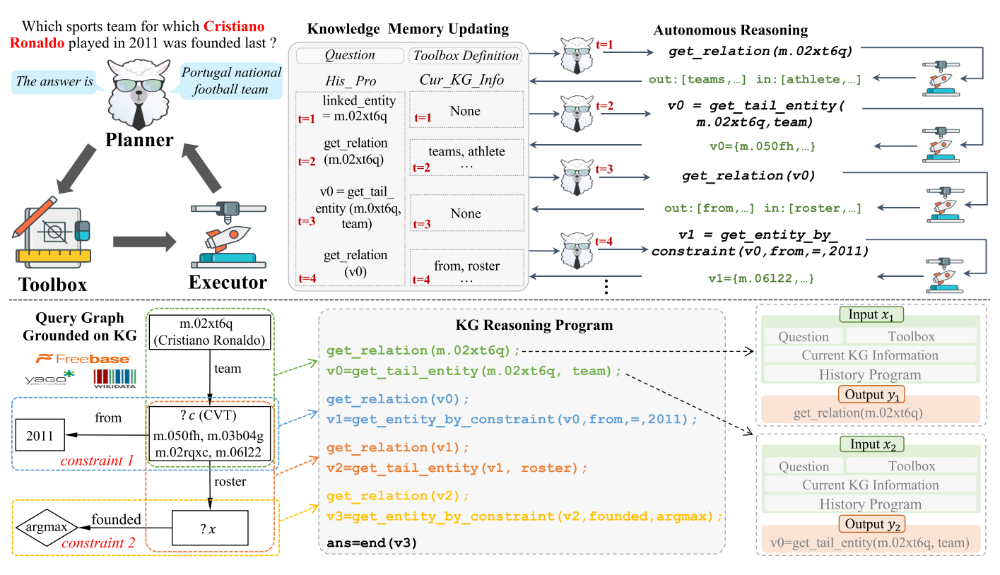 Which sports team for which Cristiano
Ronaldo played in 2011 was founded last ?
The answer is
Portugal national
football team
Planner
Toolbox
Executor
Knowledge Memory Updating
Question
Toolbox Definition
His_ Pro
Cur_KG_Info
linked_entity
= m.02xt6q
t=1
None
t=1
get_relation
(m.02xt6q)
t=2
teams, athlete
...
t=2
v0 = get_tail_
entity (m.0xt6q,
team)
t=3
None
t=3
get_relation
(v0)
t=4
from, roster
...
t=4
Autonomous Reasoning
t=1
get_relation(m.02xt6q)
out:[teams,…] in:[athlete,…]
t=2
v0 = get_tail_entity(
m.02xt6q,team)
v0={m.050fh,…}
t=3
get_relation(v0)
out:[from,…] in:[roster,…]
t=4
v1 = get_entity_by_
constraint(v0,from,=,2011)
v1={m.06l22,…}
Query Graph
Grounded on KG
Freebase
yago
select knowledge
WIKIDATA
m.02xt6q
(Cristiano Ronaldo)
team
from
2011
? c (CVT)
m.050fh, m.03b04g
m.02rqxc, m.06l22
constraint 1
roster
argmax
founded
? x
constraint 2
KG Reasoning Program
get_relation(m.02xt6q);
v0=get_tail_entity(m.02xt6q, team);
get_relation(v0);
v1=get_entity_by_constraint(v0,from,=,2011);
get_relation(v1);
v2=get_tail_entity(v1, roster);
get_relation(v2);
v3=get_entity_by_constraint(v2,founded,argmax);
ans=end(v3)
Input x1
Question
Toolbox
Current KG Information
History Program
Output y1
get_relation(m.02xt6q)
Input x2
Question
Toolbox
Current KG Information
History Program
Output y2
v0=get_tail_entity(m.02xt6q, team)